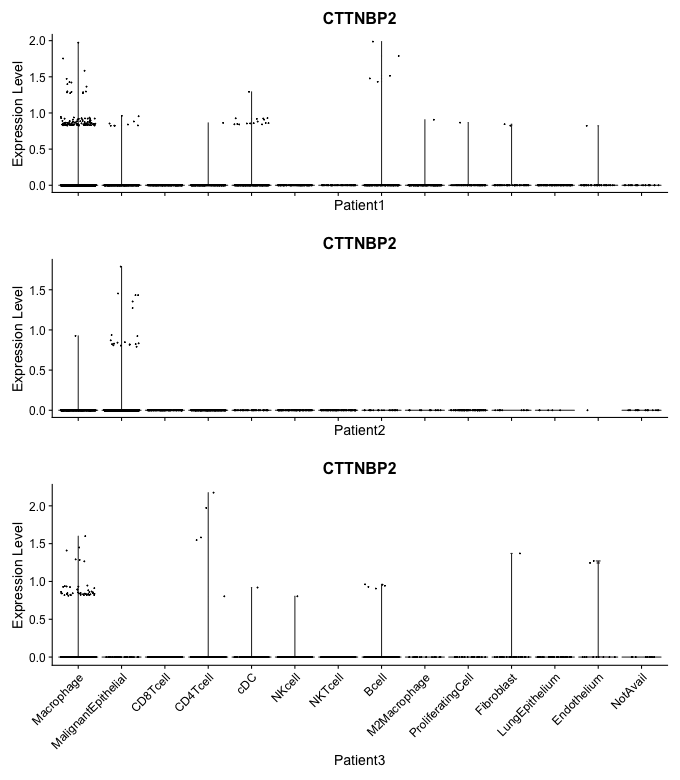 CTTNBP2
Expression Level
2.0
1.5
1.0
0.5
0.0
Patient1
CTTNBP2
Expression Level
1.5
1.0
0.5
0.0
Patient2
CTTNBP2
Expression Level
2.0
1.5
1.0
0.5
0.0
Macrophage
MalignantEpithelial
CD8Tcell
CD4Tcell
cDC
NKcell
NKTcell
Bcell
M2Macrophage
ProliferatingCell
Fibroblast
LungEpithelium
Endothelium
NotAvail
Patient3